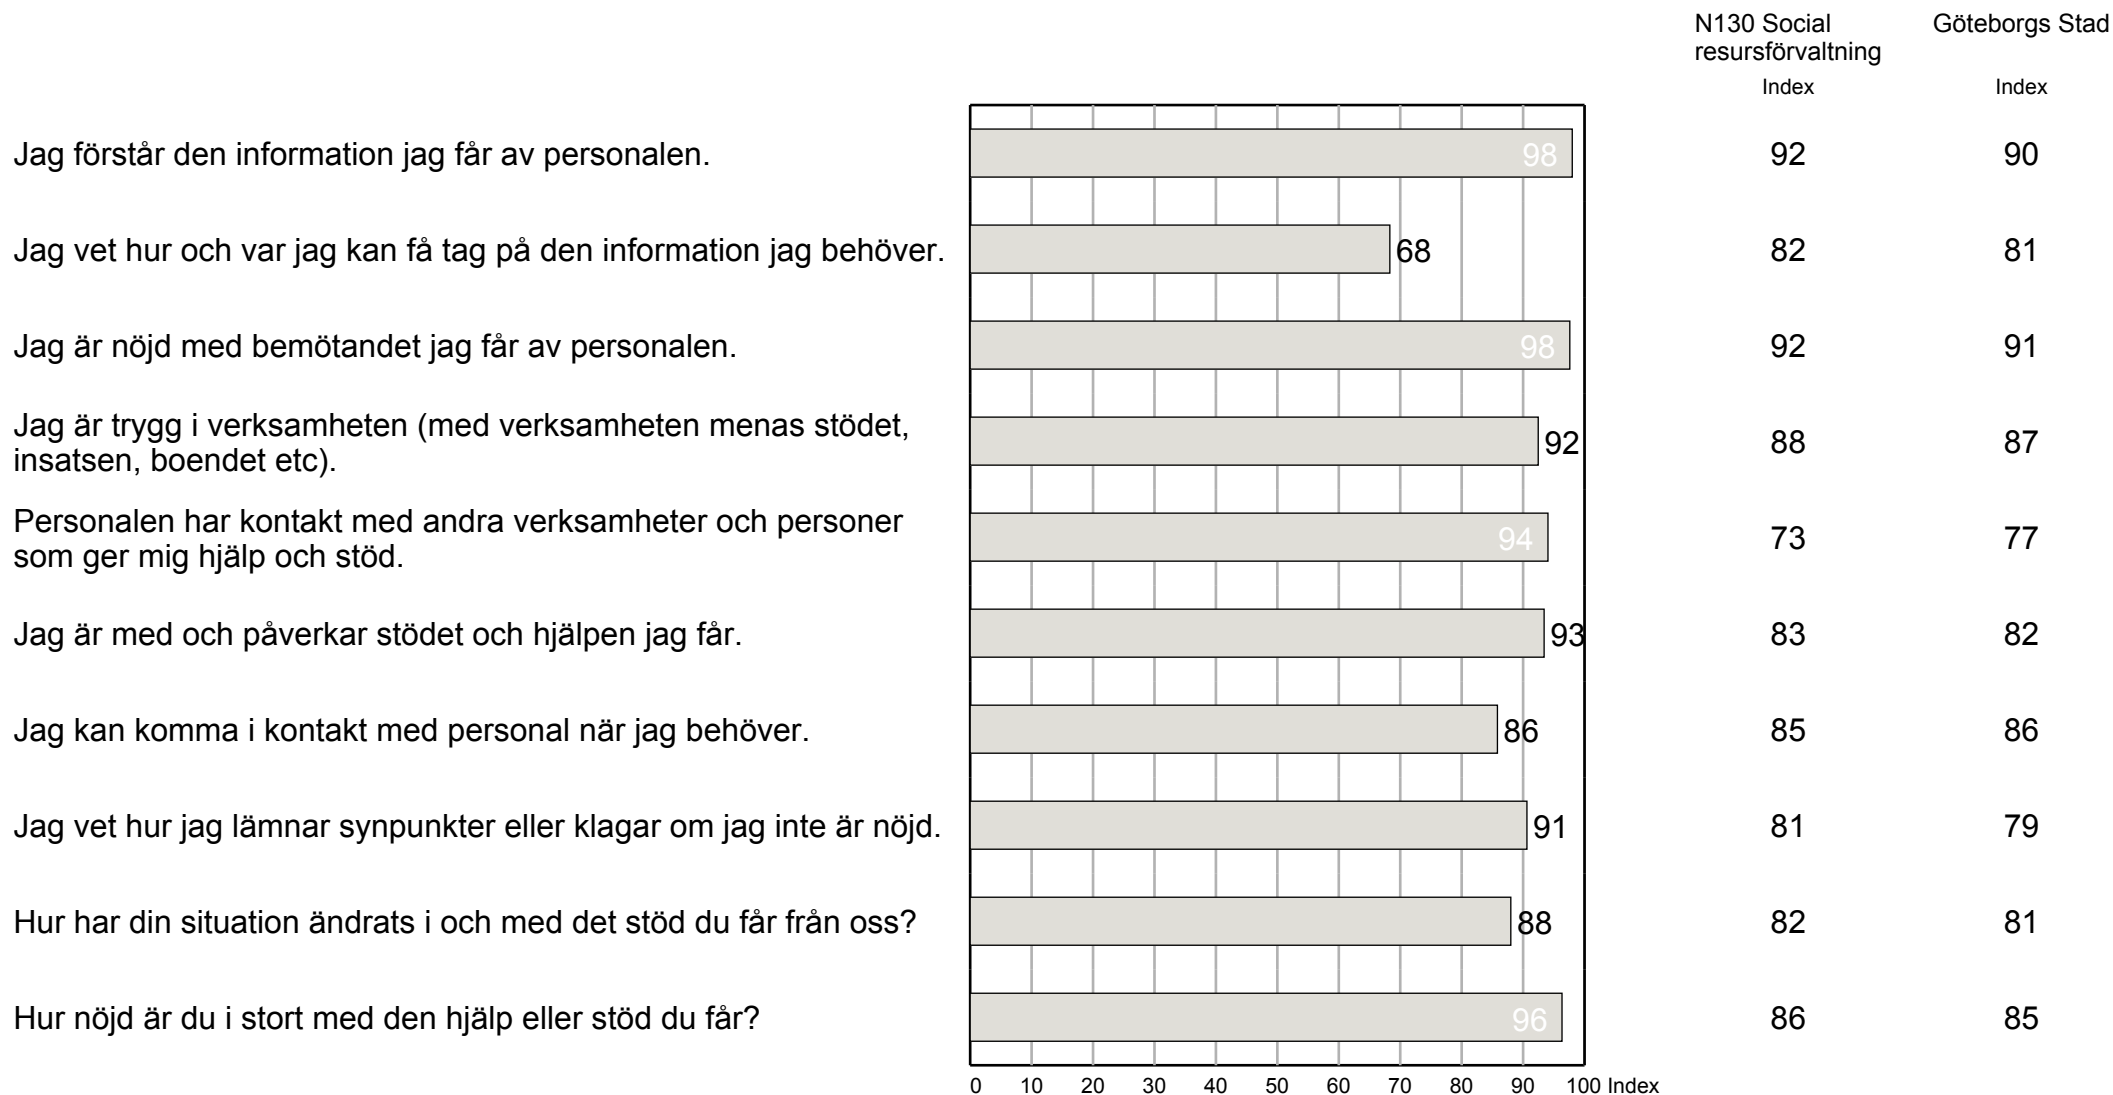 N130 Social Göteborgs Stad
resursförvaltning
Index Index
Jag förstår den information jag får av personalen. 98 92 90
Jag vet hur och var jag kan få tag på den information jag behöver. 68 82 81
Jag är nöjd med bemötandet jag får av personalen. 98 92 91
Jag är trygg i verksamheten (med verksamheten menas stödet,
insatsen, boendet etc). 92 88 87
Personalen har kontakt med andra verksamheter och personer
som ger mig hjälp och stöd. 94 73 77
Jag är med och påverkar stödet och hjälpen jag får. 93 83 82
Jag kan komma i kontakt med personal när jag behöver. 86 85 86
Jag vet hur jag lämnar synpunkter eller klagar om jag inte är nöjd. 91 81 79
Hur har din situation ändrats i och med det stöd du får från oss? 88 82 81
Hur nöjd är du i stort med den hjälp eller stöd du får? 96 86 85
0 10 20 30 40 50 60 70 80 90 100 Index